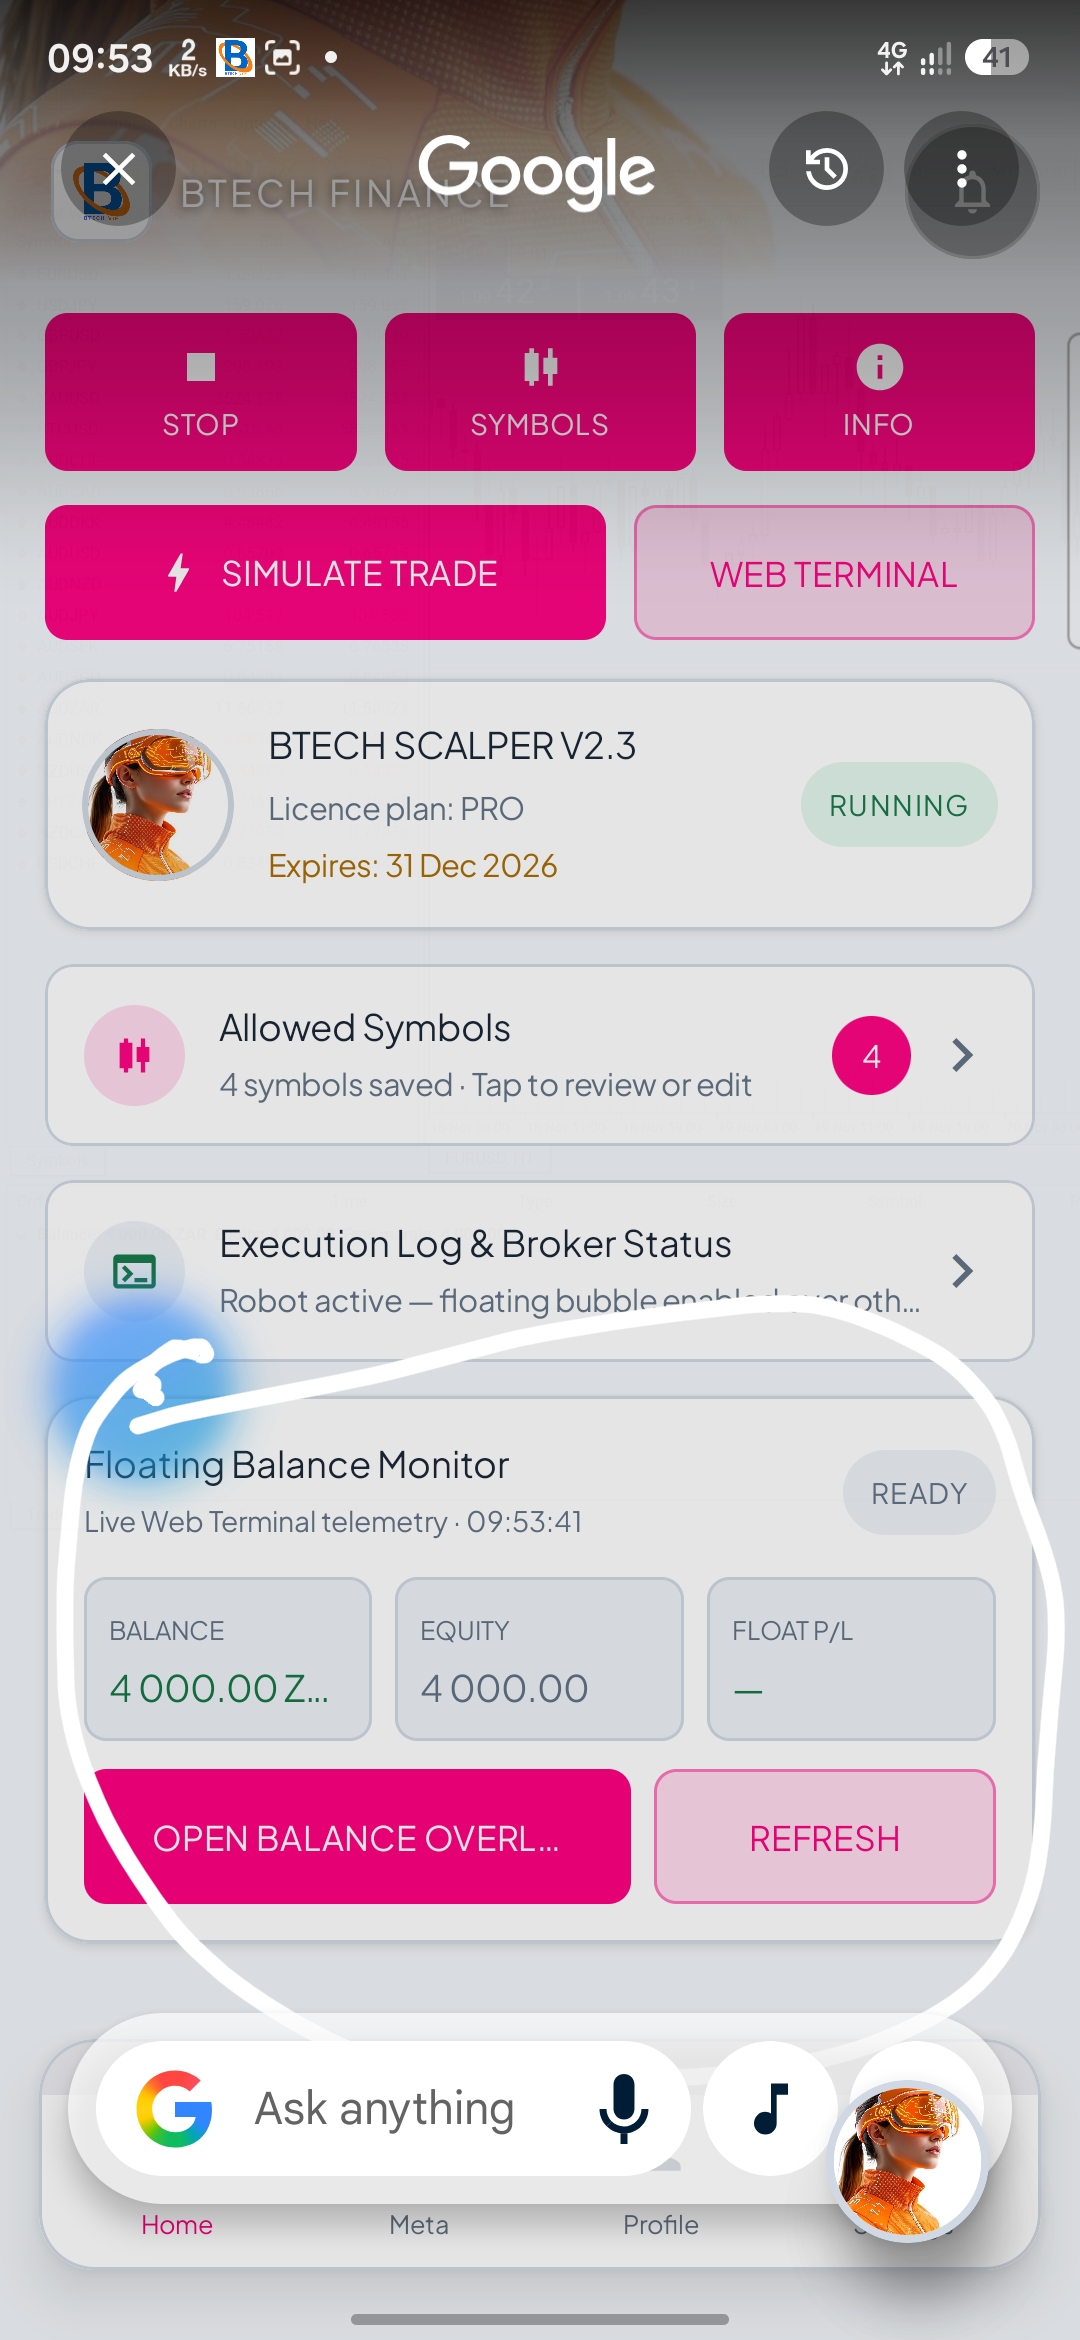 09:53
2
KB/s
4G
41
BTECH FINANCE
Google
STOP
SYMBOLS
INFO
SIMULATE TRADE
WEB TERMINAL
BTECH SCALPER V2.3
Licence plan: PRO
Expires: 31 Dec 2026
RUNNING
Allowed Symbols
4 symbols saved · Tap to review or edit
4
Execution Log & Broker Status
Robot active — floating bubble enabled over oth...
Floating Balance Monitor
Live Web Terminal telemetry · 09:53:41
READY
BALANCE
4 000.00 Z...
EQUITY
4 000.00
FLOAT P/L
—
OPEN BALANCE OVERL...
REFRESH
Ask anything
Home
Meta
Profile